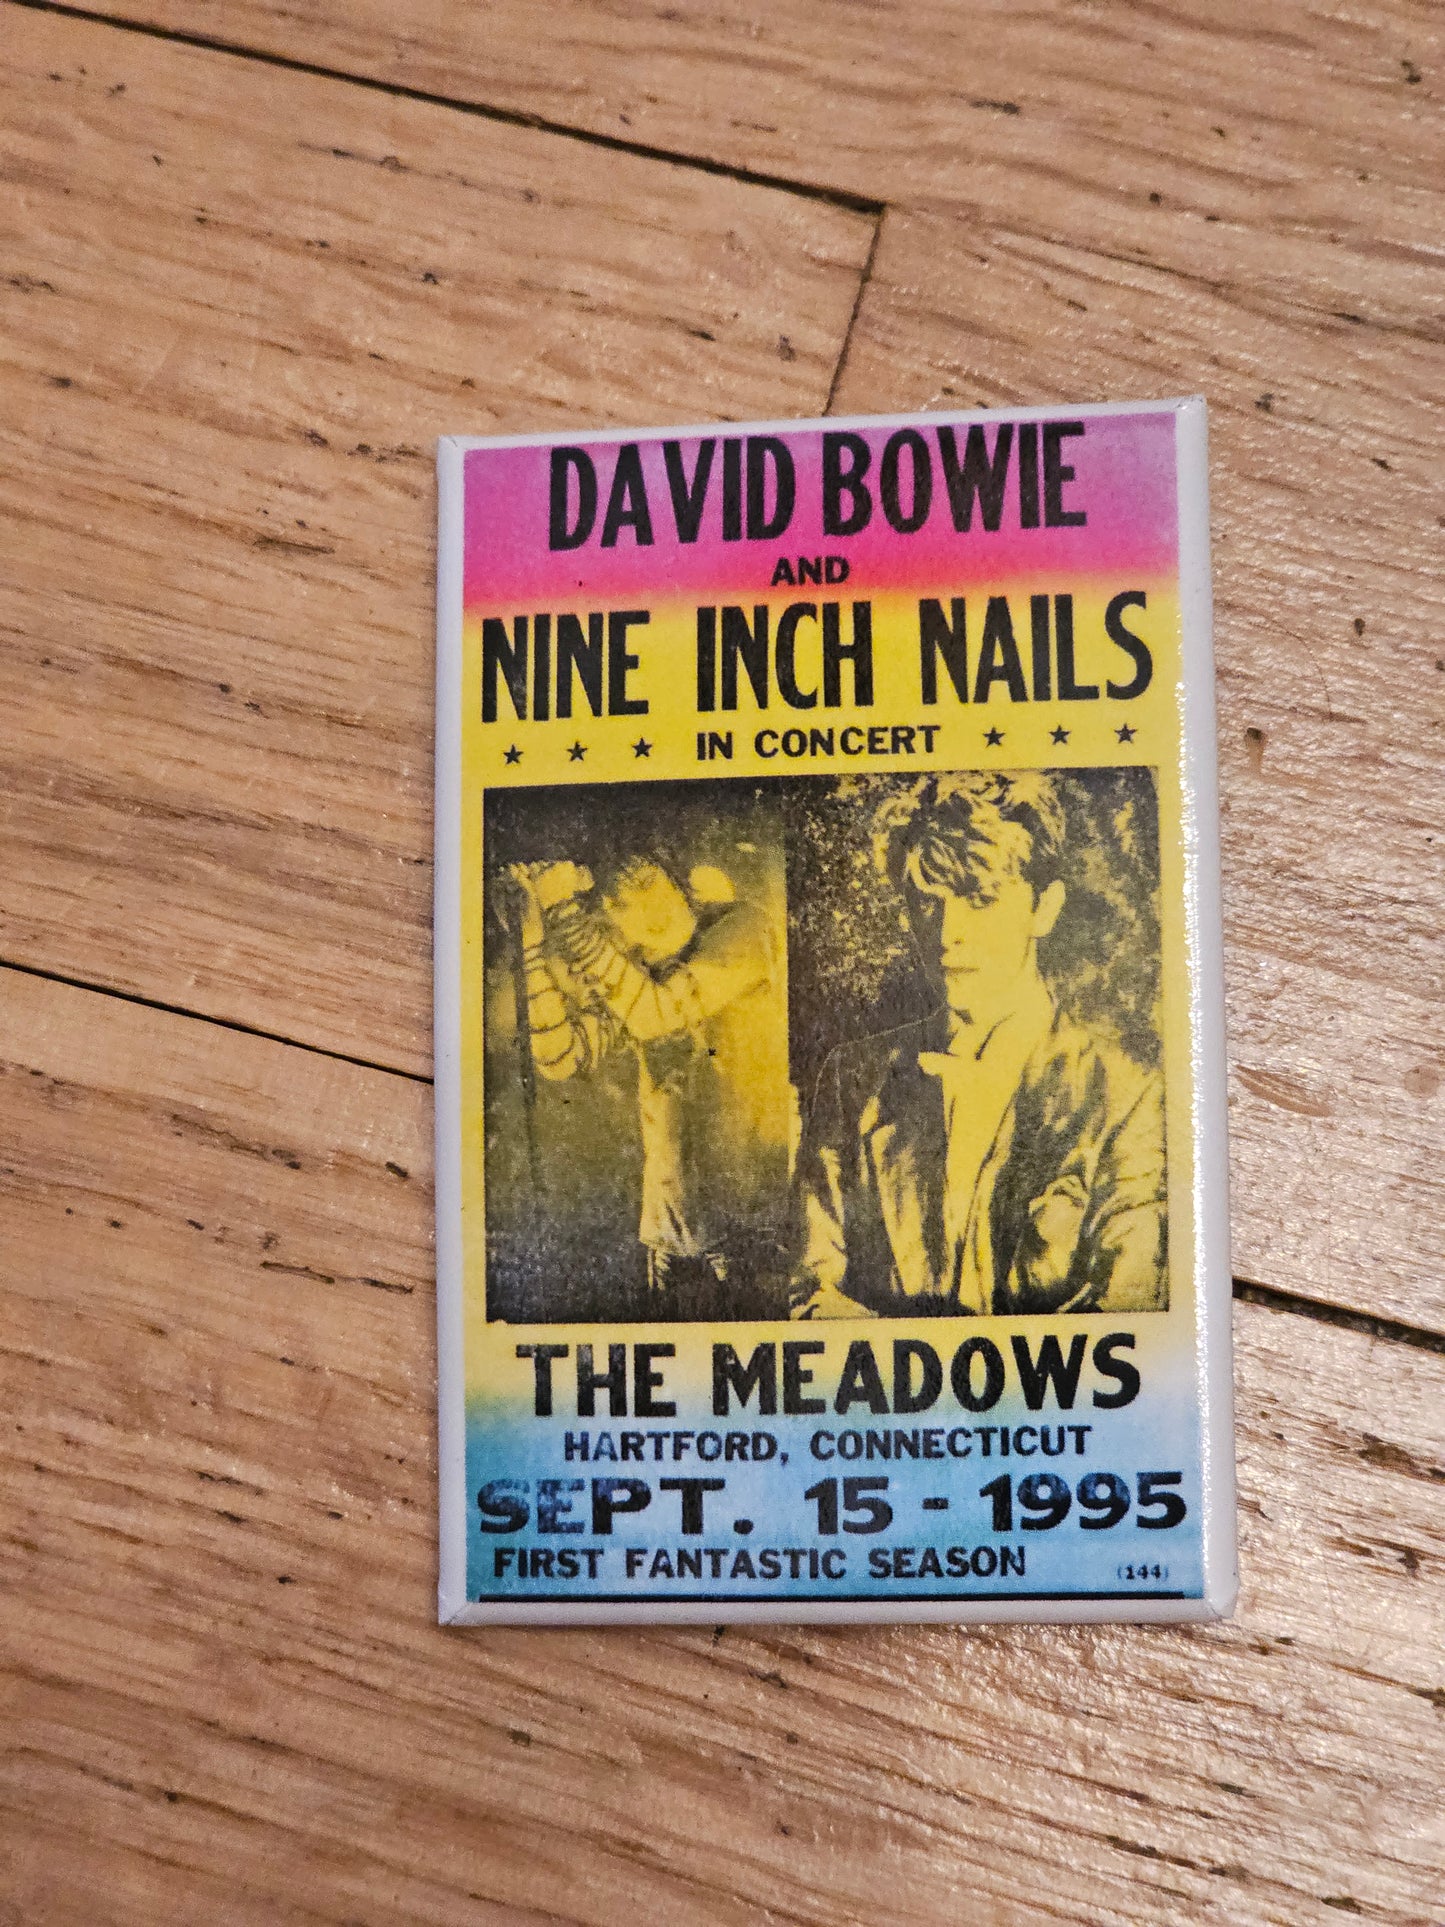 DAVID BOWIE
AND
NINE INCH NAILS
★ ★ ★ IN CONCERT ★ ★ ★
THE MEADOWS
HARTFORD, CONNECTICUT
SEPT. 15 - 1995
FIRST FANTASTIC SEASON (144)